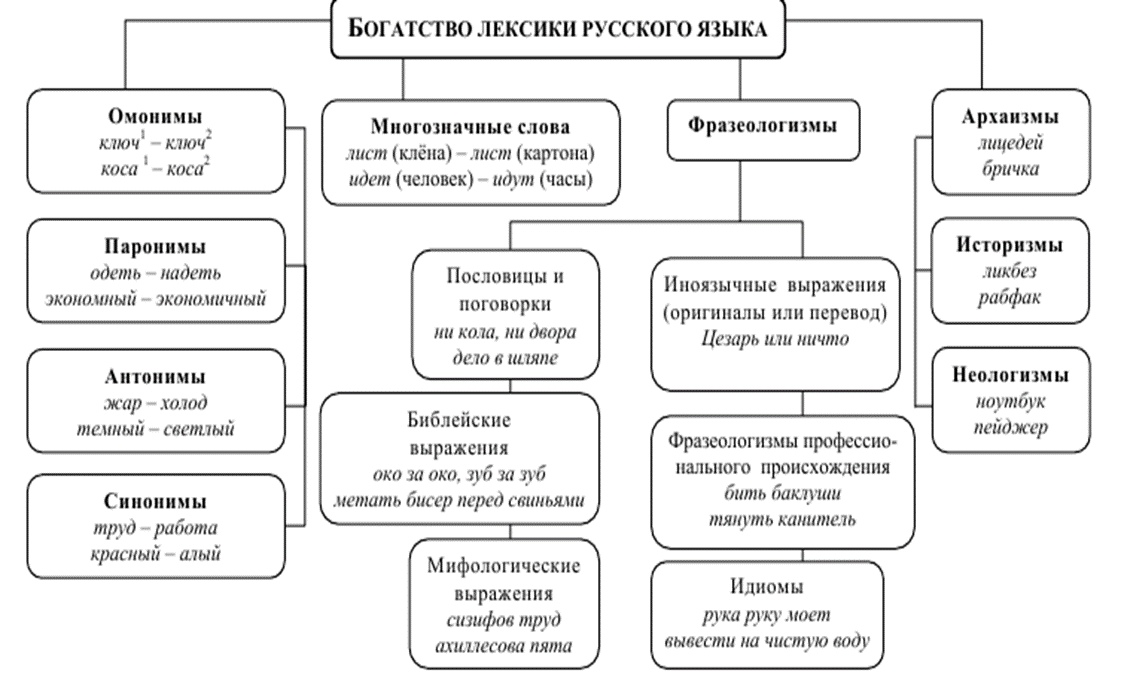 БОГАТСТВО ЛЕКСИКИ РУССКОГО ЯЗЫКА
Омонимы
ключ¹ – ключ²
коса ¹ – коса²
Паронимы
одеть – надеть
экономный – экономичный
Антонимы
жар – холод
темный – светлый
Синонимы
труд – работа
красный – алый
Многозначные слова
лист (клёна) – лист (картона)
идет (человек) – идут (часы)
Фразеологизмы
Пословицы и
поговорки
ни кола, ни двора
дело в шляпе
Библейские
выражения
око за око, зуб за зуб
метать бисер перед свиньями
Мифологические
выражения
сизифов труд
ахиллесова пята
Иноязычные выражения
(оригиналы или перевод)
Цезарь или ничто
Фразеологизмы профессио-
нального происхождения
бить баклуши
тянуть канитель
Идиомы
рука руку моет
вывести на чистую воду
Архаизмы
лицедей
бричка
Историзмы
ликбез
рабфак
Неологизмы
ноутбук
пейджер